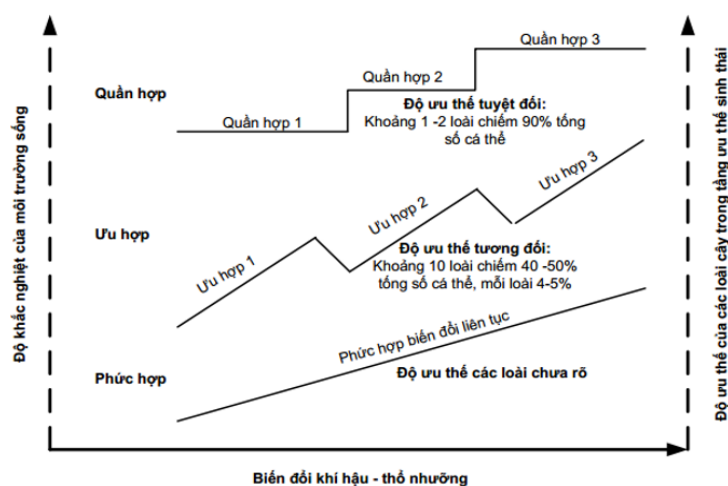 Quần hợp 3
Quần hợp 2
Quần hợp 1
Quần hợp
Độ ưu thế tuyệt đối:
Khoảng 1 -2 loài chiếm 90% tổng
số cá thể
Ưu hợp 3
Ưu hợp 2
Ưu hợp 1
Ưu hợp
Độ ưu thế tương đối:
Khoảng 10 loài chiếm 40 -50%
tổng số cá thể, mỗi loài 4-5%
Phức hợp biến đổi liên tục
Phức hợp
Độ ưu thế các loài chưa rõ
Độ khắc nghiệt của môi trường sống
Độ ưu thế của các loài cây trong tầng ưu thế sinh thái
Biến đổi khí hậu - thổ nhưỡng